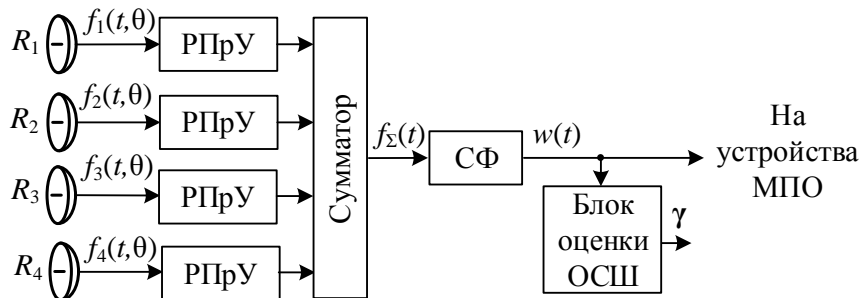 R1 f1(t,θ) РПрУ
R2 f2(t,θ) РПрУ
R3 f3(t,θ) РПрУ
R4 f4(t,θ) РПрУ
Сумматор
fΣ(t)
СФ
w(t)
На
устройства
МПО
Блок
оценки
ОСШ
γ